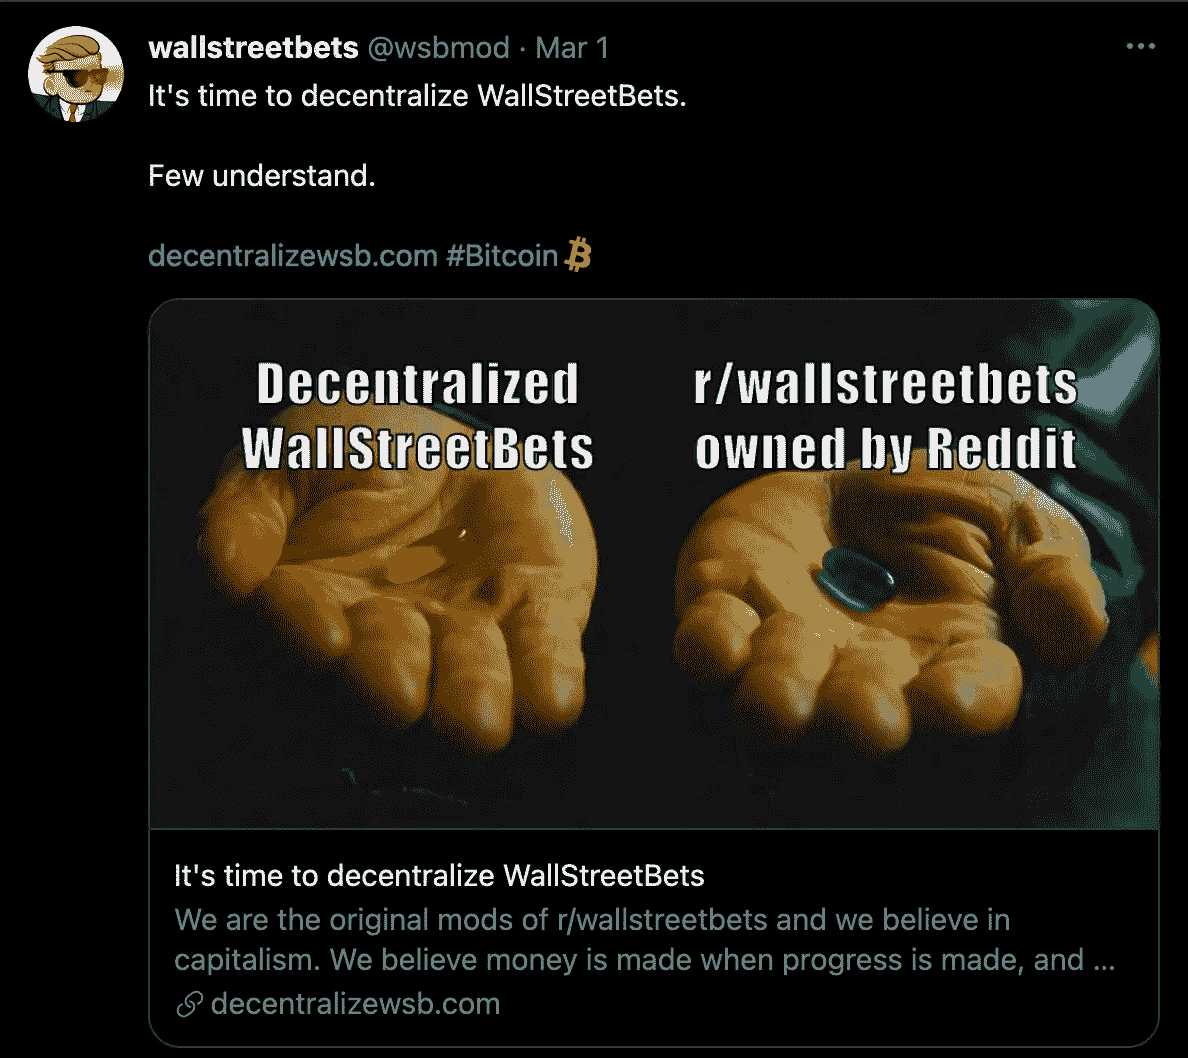 wallstreetbets @wsbmod · Mar 1
It's time to decentralize WallStreetBets.
Few understand.
decentralizewsb.com #Bitcoin
Decentralized
WallStreetBets
r/wallstreetbets
owned by Reddit
It's time to decentralize WallStreetBets
We are the original mods of r/wallstreetbets and we believe in
capitalism. We believe money is made when progress is made, and ...
decentralizewsb.com